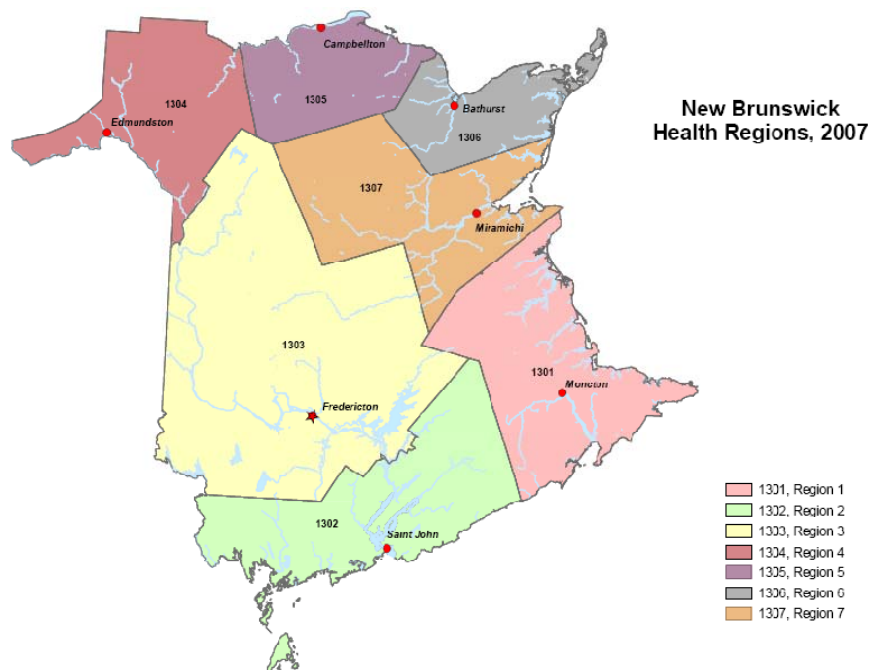 New Brunswick
Health Regions, 2007
Campbellton
1304
1305
Edmundston
Bathurst
1306
1307
Miramichi
1303
1301
Moncton
Fredericton
1302
Saint John
1301, Region 1
1302, Region 2
1303, Region 3
1304, Region 4
1305, Region 5
1306, Region 6
1307, Region 7